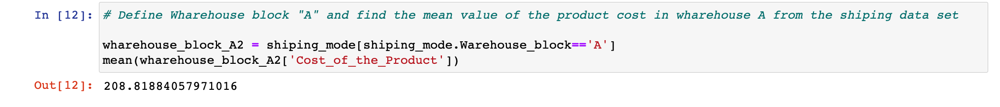 In [12]: # Define Wharehouse block "A" and find the mean value of the product cost in wharehouse A from the shiping data set
wharehouse_block_A2 = shiping_mode[shiping_mode.Warehouse_block=='A']
mean(wharehouse_block_A2['Cost_of_the_Product'])
Out[12]: 208.81884057971016